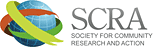 SCRA
SOCIETY FOR COMMUNITY
RESEARCH AND ACTION